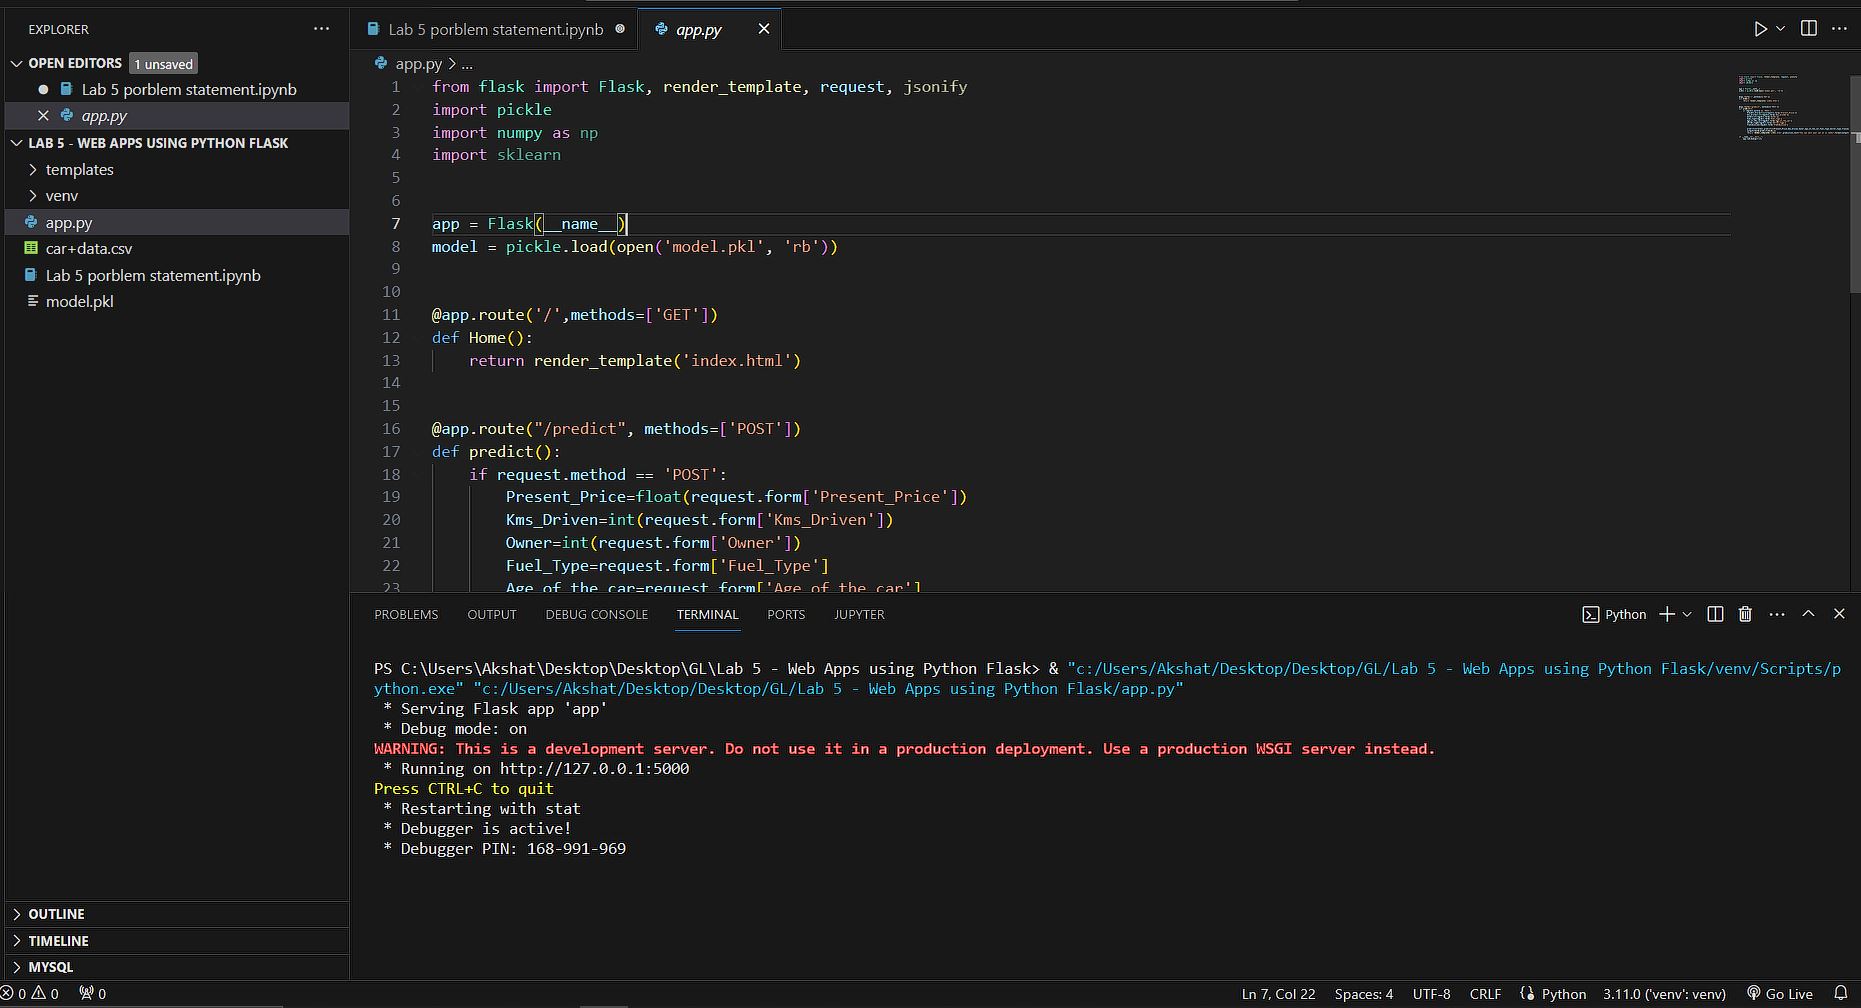 EXPLORER
OPEN EDITORS 1 unsaved
Lab 5 porblem statement.ipynb
app.py
LAB 5 - WEB APPS USING PYTHON FLASK
templates
venv
app.py
car+data.csv
Lab 5 porblem statement.ipynb
model.pkl
OUTLINE
TIMELINE
MYSQL
Lab 5 porblem statement.ipynb app.py
app.py > ...
1 from flask import Flask, render_template, request, jsonify
2 import pickle
3 import numpy as np
4 import sklearn
5
6
7 app = Flask(__name__)
8 model = pickle.load(open('model.pkl', 'rb'))
9
10
11 @app.route('/',methods=['GET'])
12 def Home():
13 return render_template('index.html')
14
15
16 @app.route("/predict", methods=['POST'])
17 def predict():
18 if request.method == 'POST':
19 Present_Price=float(request.form['Present_Price'])
20 Kms_Driven=int(request.form['Kms_Driven'])
21 Owner=int(request.form['Owner'])
22 Fuel_Type=request.form['Fuel_Type']
23 Age_of_the_car=request.form['Age_of_the_car']
PROBLEMS OUTPUT DEBUG CONSOLE TERMINAL PORTS JUPYTER Python
PS C:\Users\Akshat\Desktop\Desktop\GL\Lab 5 - Web Apps using Python Flask> & "c:/Users/Akshat/Desktop/Desktop/GL/Lab 5 - Web Apps using Python Flask/venv/Scripts/p
ython.exe" "c:/Users/Akshat/Desktop/Desktop/GL/Lab 5 - Web Apps using Python Flask/app.py"
* Serving Flask app 'app'
* Debug mode: on
WARNING: This is a development server. Do not use it in a production deployment. Use a production WSGI server instead.
* Running on http://127.0.0.1:5000
Press CTRL+C to quit
* Restarting with stat
* Debugger is active!
* Debugger PIN: 168-991-969
0 0 0 Ln 7, Col 22 Spaces: 4 UTF-8 CRLF Python 3.11.0 ('venv': venv) Go Live